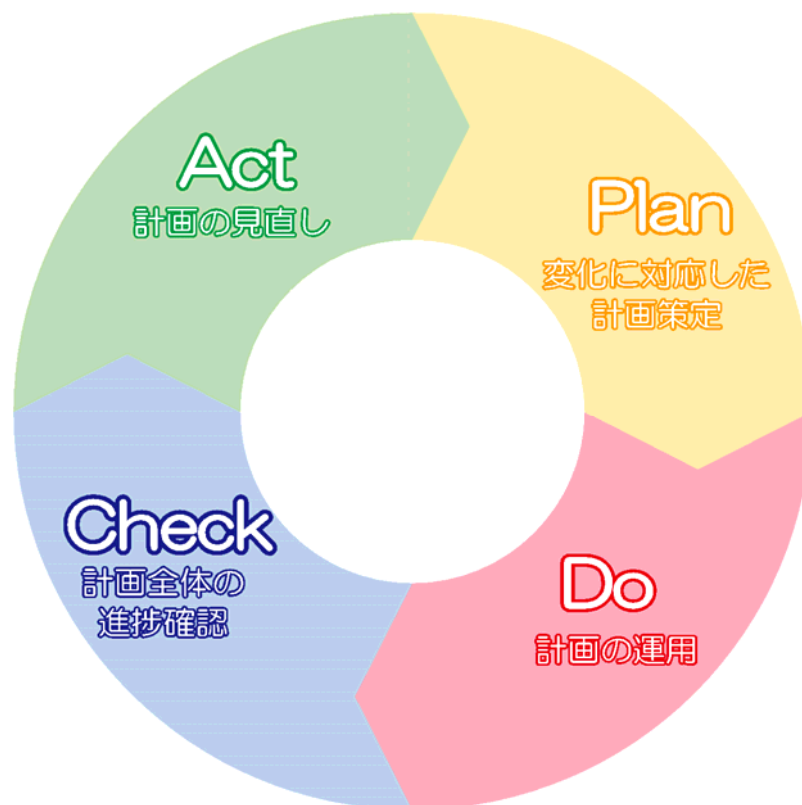 Act
計画の見直し
Plan
変化に対応した
計画策定
Check
計画全体の
進捗確認
Do
計画の運用